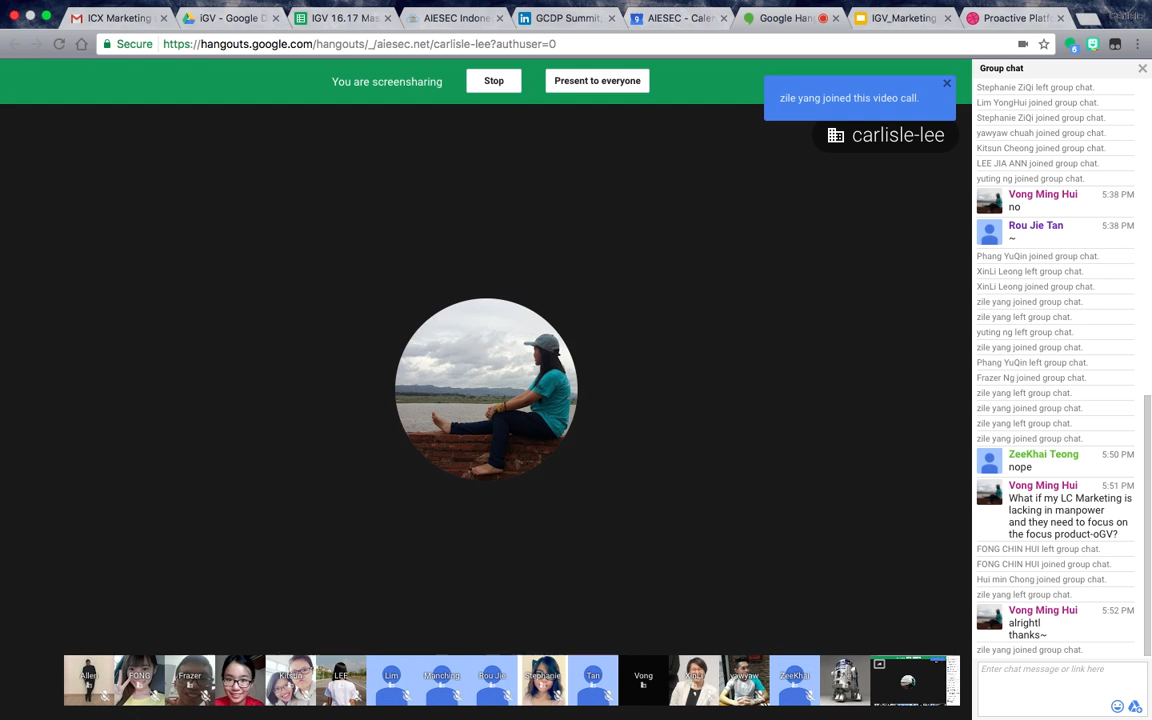 ICX Marketing
iGV - Google D
IGV 16.17 Mas
AIESEC Indone
GCDP Summit
AIESEC - Calen
Google Han
IGV_Marketing
Proactive Platf
Carlisle-
Secure https://hangouts.google.com/hangouts/_/aiesec.net/carlisle-lee?authuser=0
You are screensharing
Stop
Present to everyone
zile yang joined this video call.
carlisle-lee
Group chat
Stephanie ZiQi left group chat.
Lim YongHui joined group chat.
Stephanie ZiQi joined group chat.
yawyaw chuah joined group chat.
Kitsun Cheong joined group chat.
LEE JIA ANN joined group chat.
yuting ng joined group chat.
Vong Ming Hui 5:38 PM
no
Rou Jie Tan 5:38 PM
~
Phang YuQin joined group chat.
XinLi Leong left group chat.
XinLi Leong joined group chat.
zile yang joined group chat.
zile yang left group chat.
yuting ng left group chat.
zile yang joined group chat.
Phang YuQin left group chat.
Frazer Ng joined group chat.
zile yang left group chat.
zile yang joined group chat.
zile yang left group chat.
zile yang joined group chat.
ZeeKhai Teong 5:50 PM
nope
Vong Ming Hui 5:51 PM
What if my LC Marketing is
lacking in manpower
and they need to focus on
the focus product-oGV?
FONG CHIN HUI left group chat.
FONG CHIN HUI joined group chat.
Hui min Chong joined group chat.
zile yang left group chat.
Vong Ming Hui 5:52 PM
alrightl
thanks~
zile yang joined group chat.
Enter chat message or link here
Allen
FONG
Frazer
Kitsun
LEE
Lim
Manching
Rou Jie
Stephanie
Tan
Vong
XinLi
yawyaw
ZeeKhai